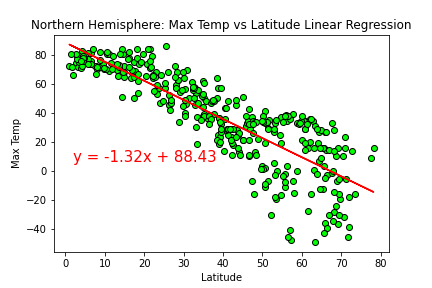 Northern Hemisphere: Max Temp vs Latitude Linear Regression
80
60
40
20
0
−20
−40
Max Temp
y = -1.32x + 88.43
0 10 20 30 40 50 60 70 80
Latitude